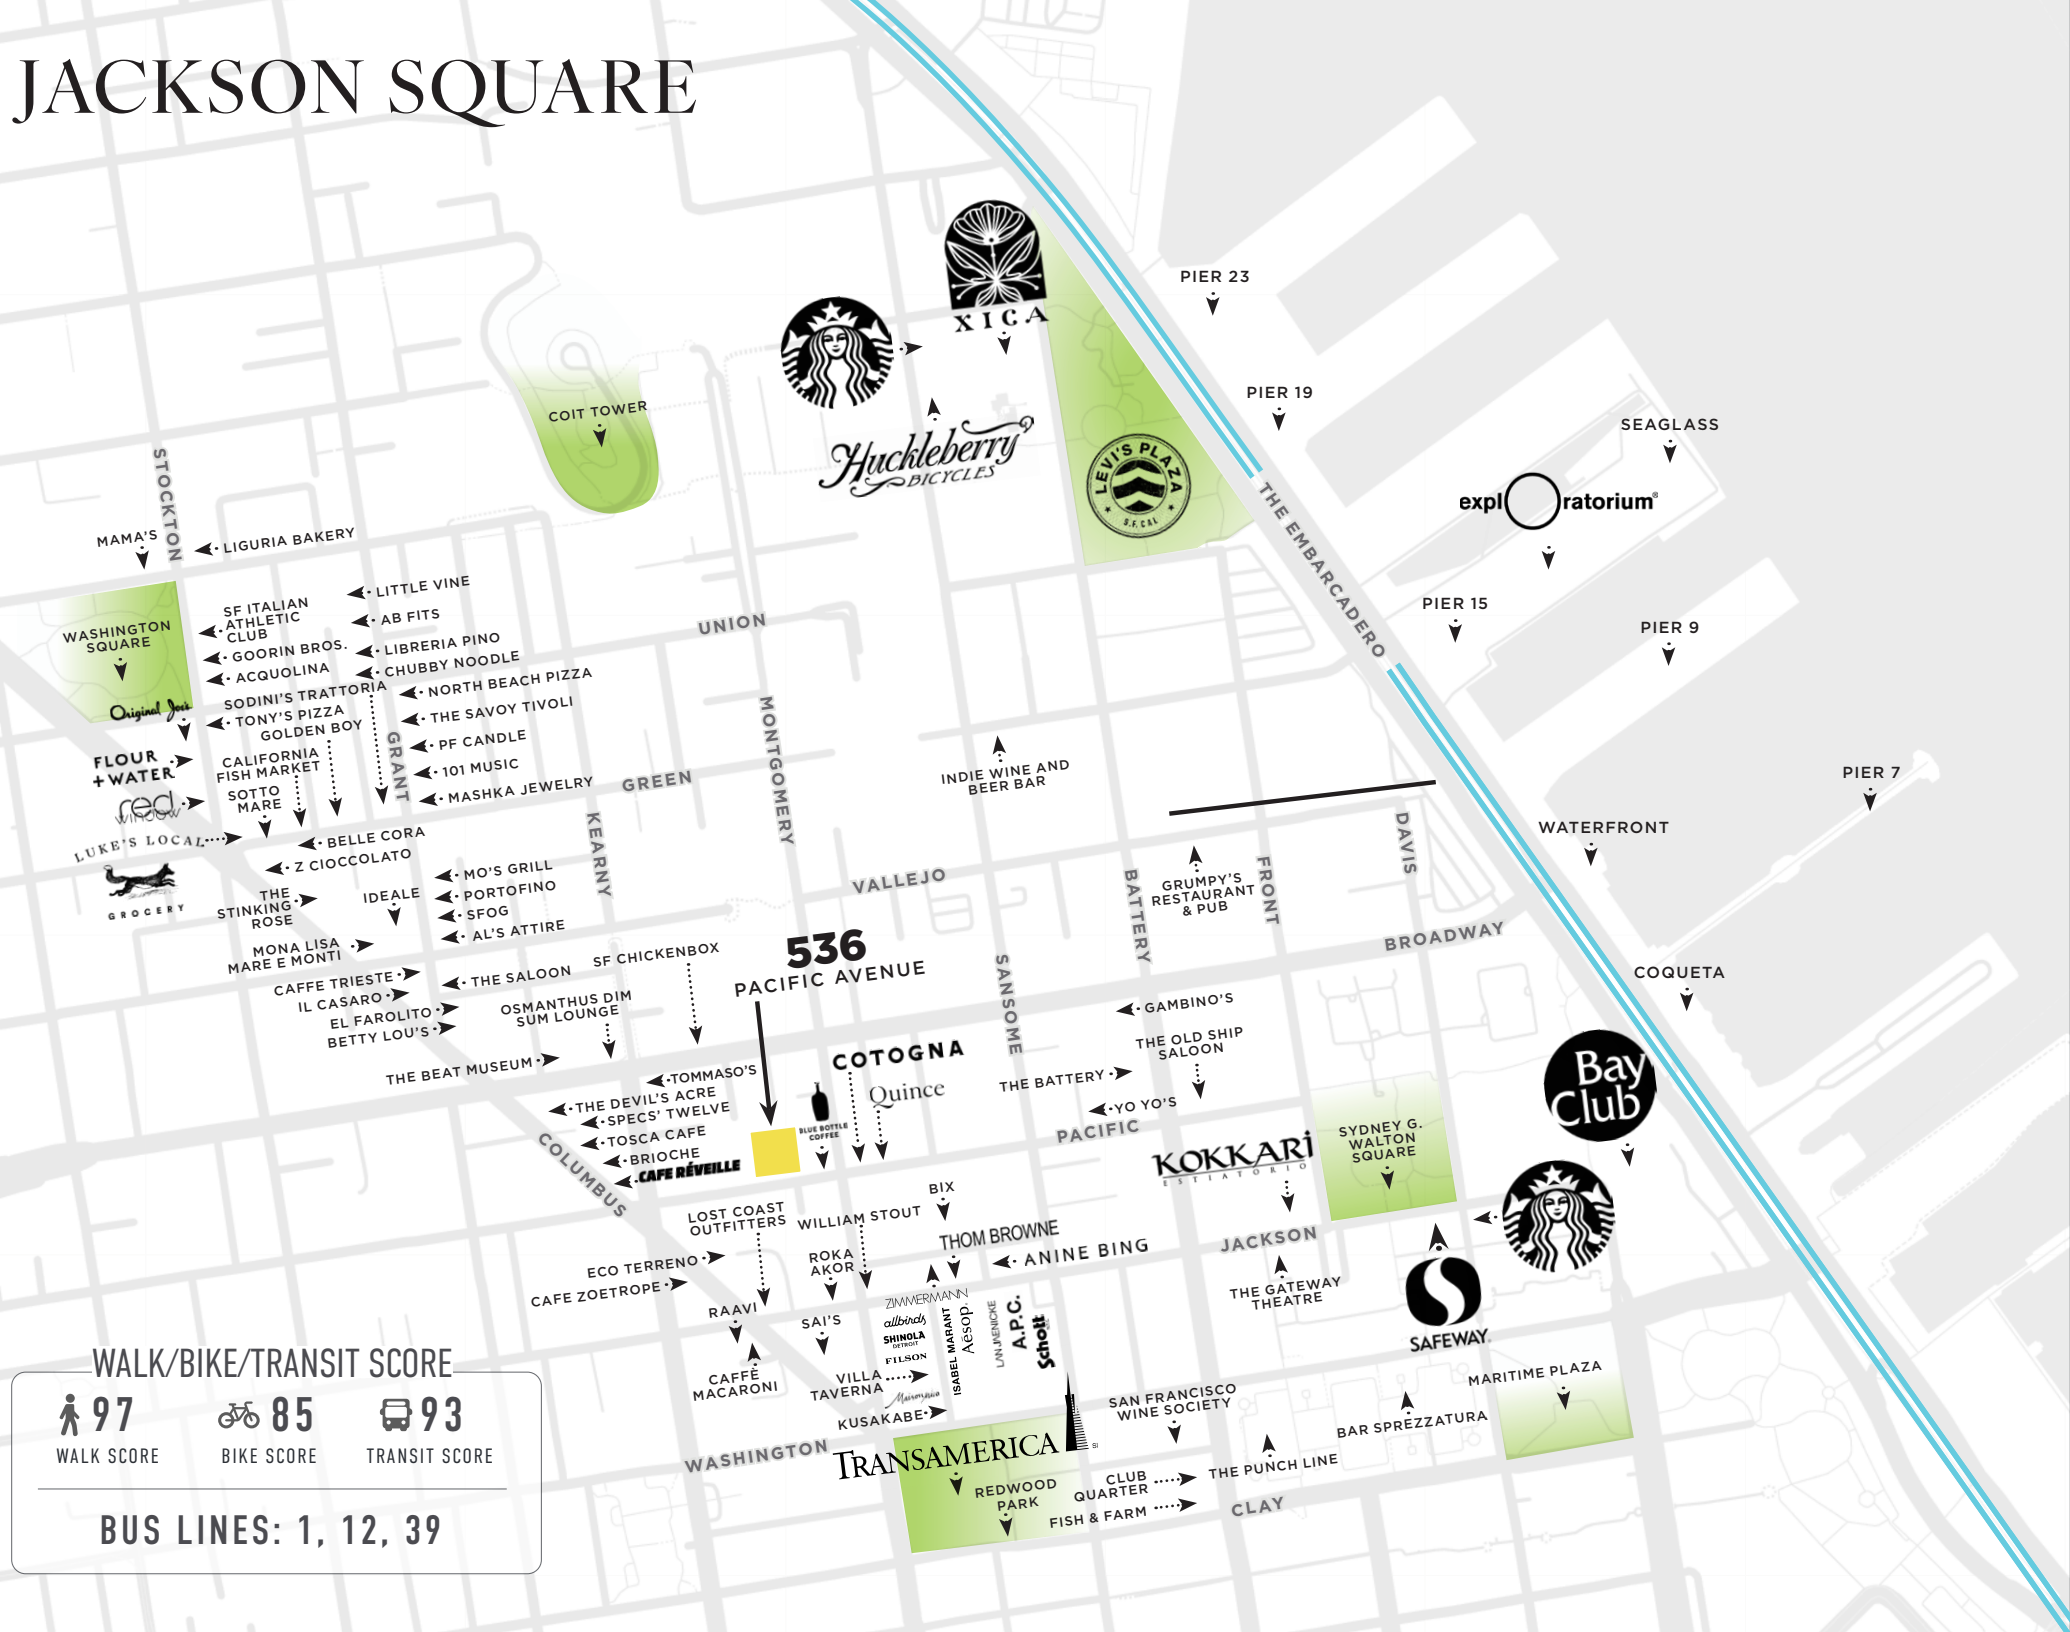 JACKSON SQUARE
XICA
PIER 23
PIER 19
COIT TOWER
Huckleberry
BICYCLES
LEVI'S PLAZA
S.F. CAL
SEAGLASS
expl ratorium®
STOCKTON
THE EMBARCADERO
MAMA'S
LIGURIA BAKERY
PIER 15
PIER 9
LITTLE VINE
SF ITALIAN
ATHLETIC
CLUB
AB FITS
WASHINGTON
SQUARE
UNION
GOORIN BROS.
LIBRERIA PINO
ACQUOLINA
CHUBBY NOODLE
SODINI'S TRATTORIA
NORTH BEACH PIZZA
Original Joe's
TONY'S PIZZA
THE SAVOY TIVOLI
GOLDEN BOY
MONTGOMERY
GRANT
PF CANDLE
FLOUR
+WATER
CALIFORNIA
FISH MARKET
101 MUSIC
INDIE WINE AND
BEER BAR
GREEN
PIER 7
SOTTO
MARE
MASHKA JEWELRY
red
WINDOW
KEARNY
DAVIS
WATERFRONT
LUKE'S LOCAL
GROCERY
BELLE CORA
Z CIOCCOLATO
MO'S GRILL
PORTOFINO
VALLEJO
BATTERY
GRUMPY'S
RESTAURANT
& PUB
FRONT
THE
STINKING
ROSE
IDEALE
SFOG
AL'S ATTIRE
BROADWAY
MONA LISA
MARE E MONTI
SF CHICKENBOX
536
PACIFIC AVENUE
SANSOME
COQUETA
CAFFE TRIESTE
THE SALOON
IL CASARO
OSMANTHUS DIM
SUM LOUNGE
GAMBINO'S
EL FAROLITO
BETTY LOU'S
THE OLD SHIP
SALOON
COTOGNA
Bay
Club
THE BEAT MUSEUM
TOMMASO'S
Quince
THE BATTERY
THE DEVIL'S ACRE
SPECS' TWELVE
YO YO'S
BLUE BOTTLE
COFFEE
TOSCA CAFE
PACIFIC
SYDNEY G.
WALTON
SQUARE
COLUMBUS
BRIOCHE
CAFE RÉVEILLE
KOKKARI
ESTIATORIO
BIX
LOST COAST
OUTFITTERS
WILLIAM STOUT
THOM BROWNE
JACKSON
ANINE BING
ECO TERRENO
ROKA
AKOR
CAFE ZOETROPE
THE GATEWAY
THEATRE
ZIMMERMANN
RAAVI
SAI'S
allbirds
SHINOLA
DETROIT
FILSON
ISABEL MARANT
Aēsop.
A.P.C.
Schott
SAFEWAY
CAFFÈ
MACARONI
VILLA
TAVERNA
KUSAKABE
SAN FRANCISCO
WINE SOCIETY
MARITIME PLAZA
BAR SPREZZATURA
WASHINGTON
TRANSAMERICA
REDWOOD
PARK
CLUB
QUARTER
THE PUNCH LINE
FISH & FARM
CLAY
WALK/BIKE/TRANSIT SCORE
97 85 93
WALK SCORE BIKE SCORE TRANSIT SCORE
BUS LINES: 1, 12, 39